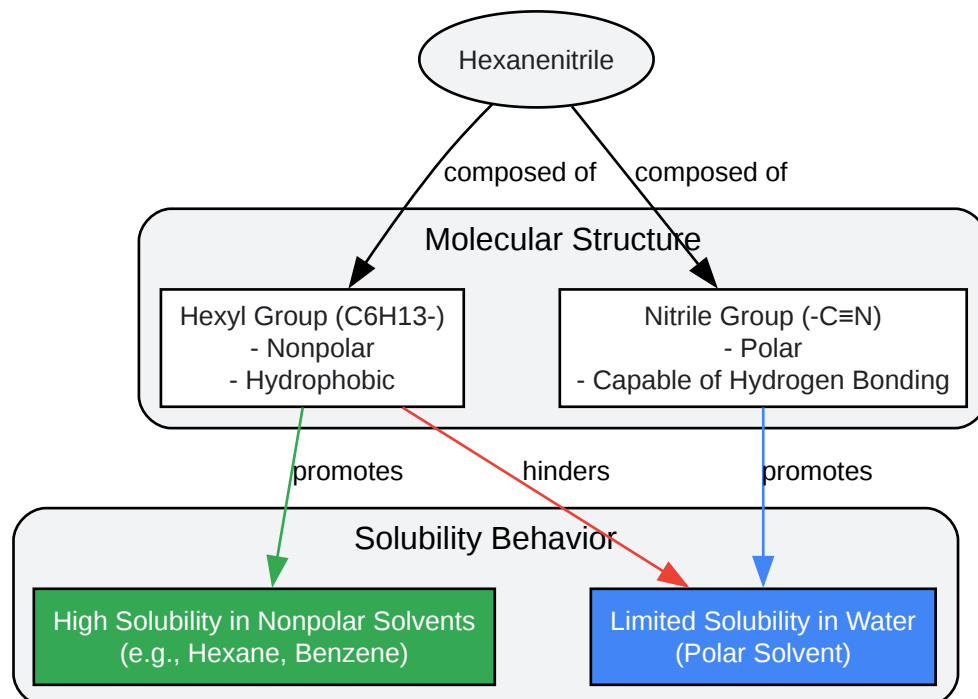 Hexanenitrile
composed of
composed of
Molecular Structure
Hexyl Group (C6H13-)
- Nonpolar
- Hydrophobic
Nitrile Group (-C≡N)
- Polar
- Capable of Hydrogen Bonding
promotes
hinders
promotes
Solubility Behavior
High Solubility in Nonpolar Solvents
(e.g., Hexane, Benzene)
Limited Solubility in Water
(Polar Solvent)